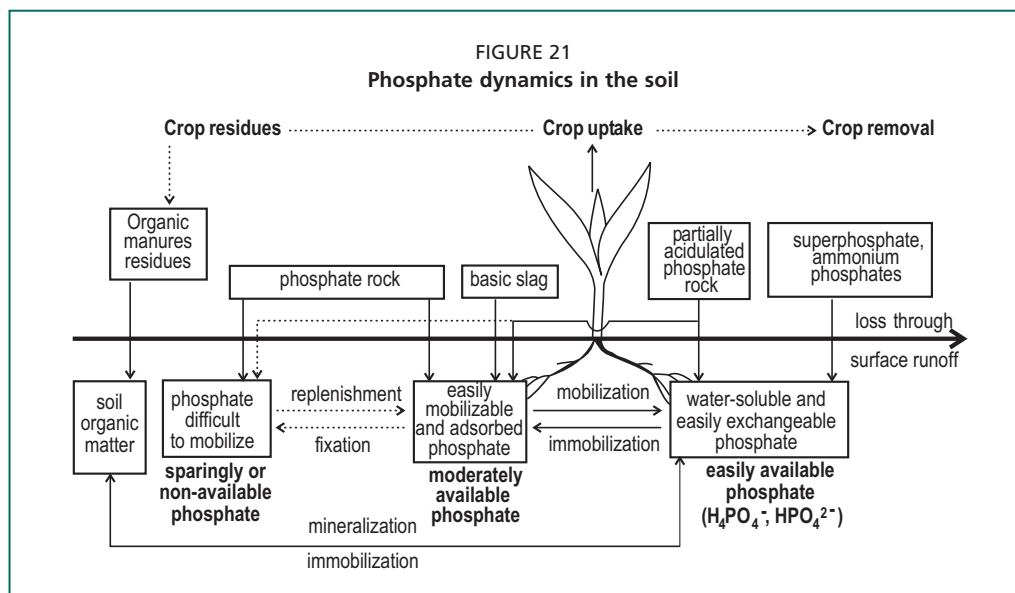 FIGURE 21
Phosphate dynamics in the soil
Crop residues
Crop uptake
Crop removal
Organic
manures
residues
phosphate rock
basic slag
partially
acidulated
phosphate
rock
superphosphate,
ammonium
phosphates
loss through
surface runoff
soil
organic
matter
phosphate
difficult
to mobilize
replenishment
fixation
easily
mobilizable
and adsorbed
phosphate
mobilization
immobilization
water-soluble and
easily exchangeable
phosphate
sparingly or
non-available
phosphate
moderately
available
phosphate
easily available
phosphate
(H₄PO₄⁻, HPO₄²⁻)
mineralization
immobilization